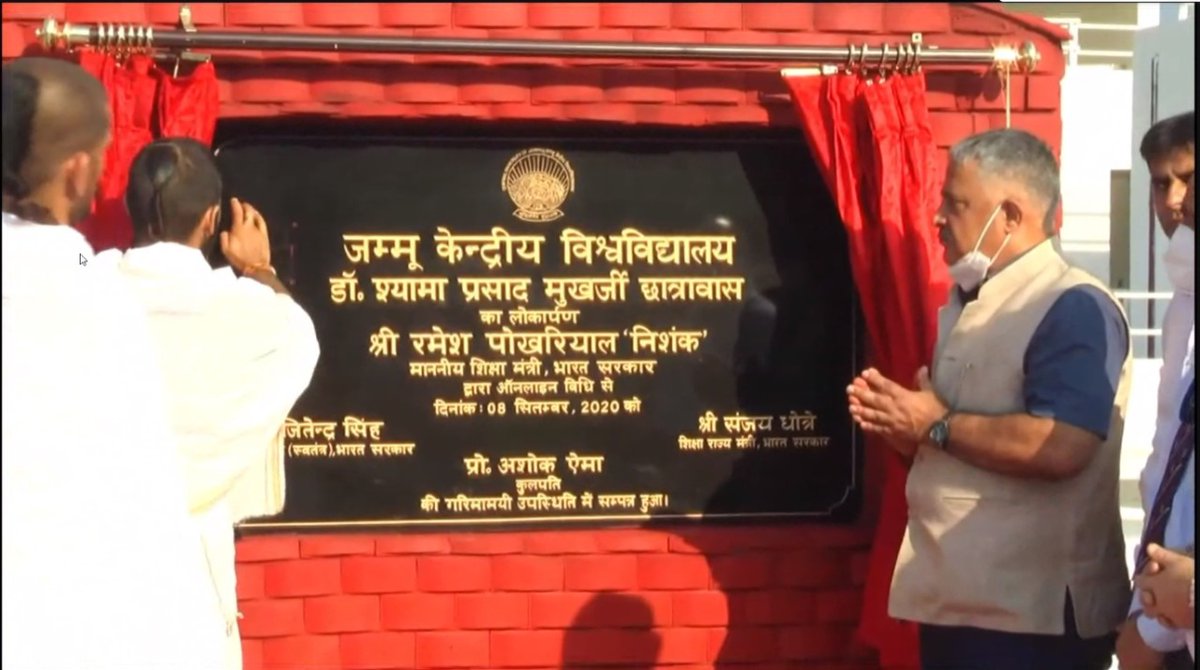 जम्मू केन्द्रीय विश्वविद्यालय
डॉ. श्यामा प्रसाद मुखर्जी छात्रावास
का लोकार्पण
श्री रमेश पोखरियाल 'निशंक'
माननीय शिक्षा मंत्री, भारत सरकार
द्वारा ऑनलाइन विधि से
दिनांक: 08 सितम्बर, 2020 को
जितेन्द्र सिंह
(स्वतंत्र), भारत सरकार
श्री संजय धोत्रे
शिक्षा राज्य मंत्री, भारत सरकार
प्रो. अशोक ऐमा
कुलपति
की गरिमामयी उपस्थिति में सम्पन्न हुआ।